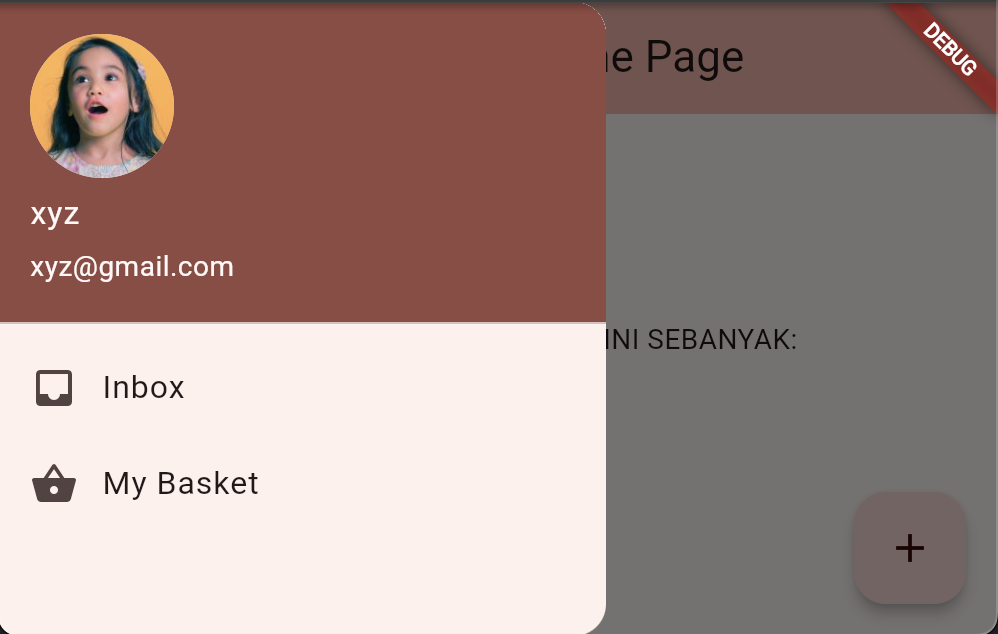 xyz
xyz@gmail.com
Inbox
My Basket
Page
DEBUG
INI SEBANYAK: